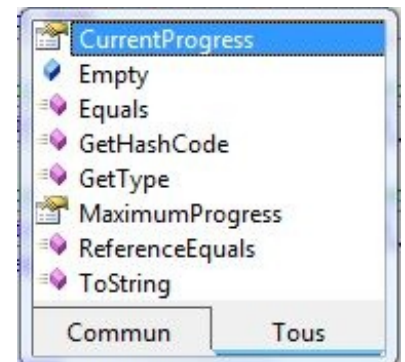 CurrentProgress
Empty
Equals
GetHashCode
GetType
MaximumProgress
ReferenceEquals
ToString
Commun Tous